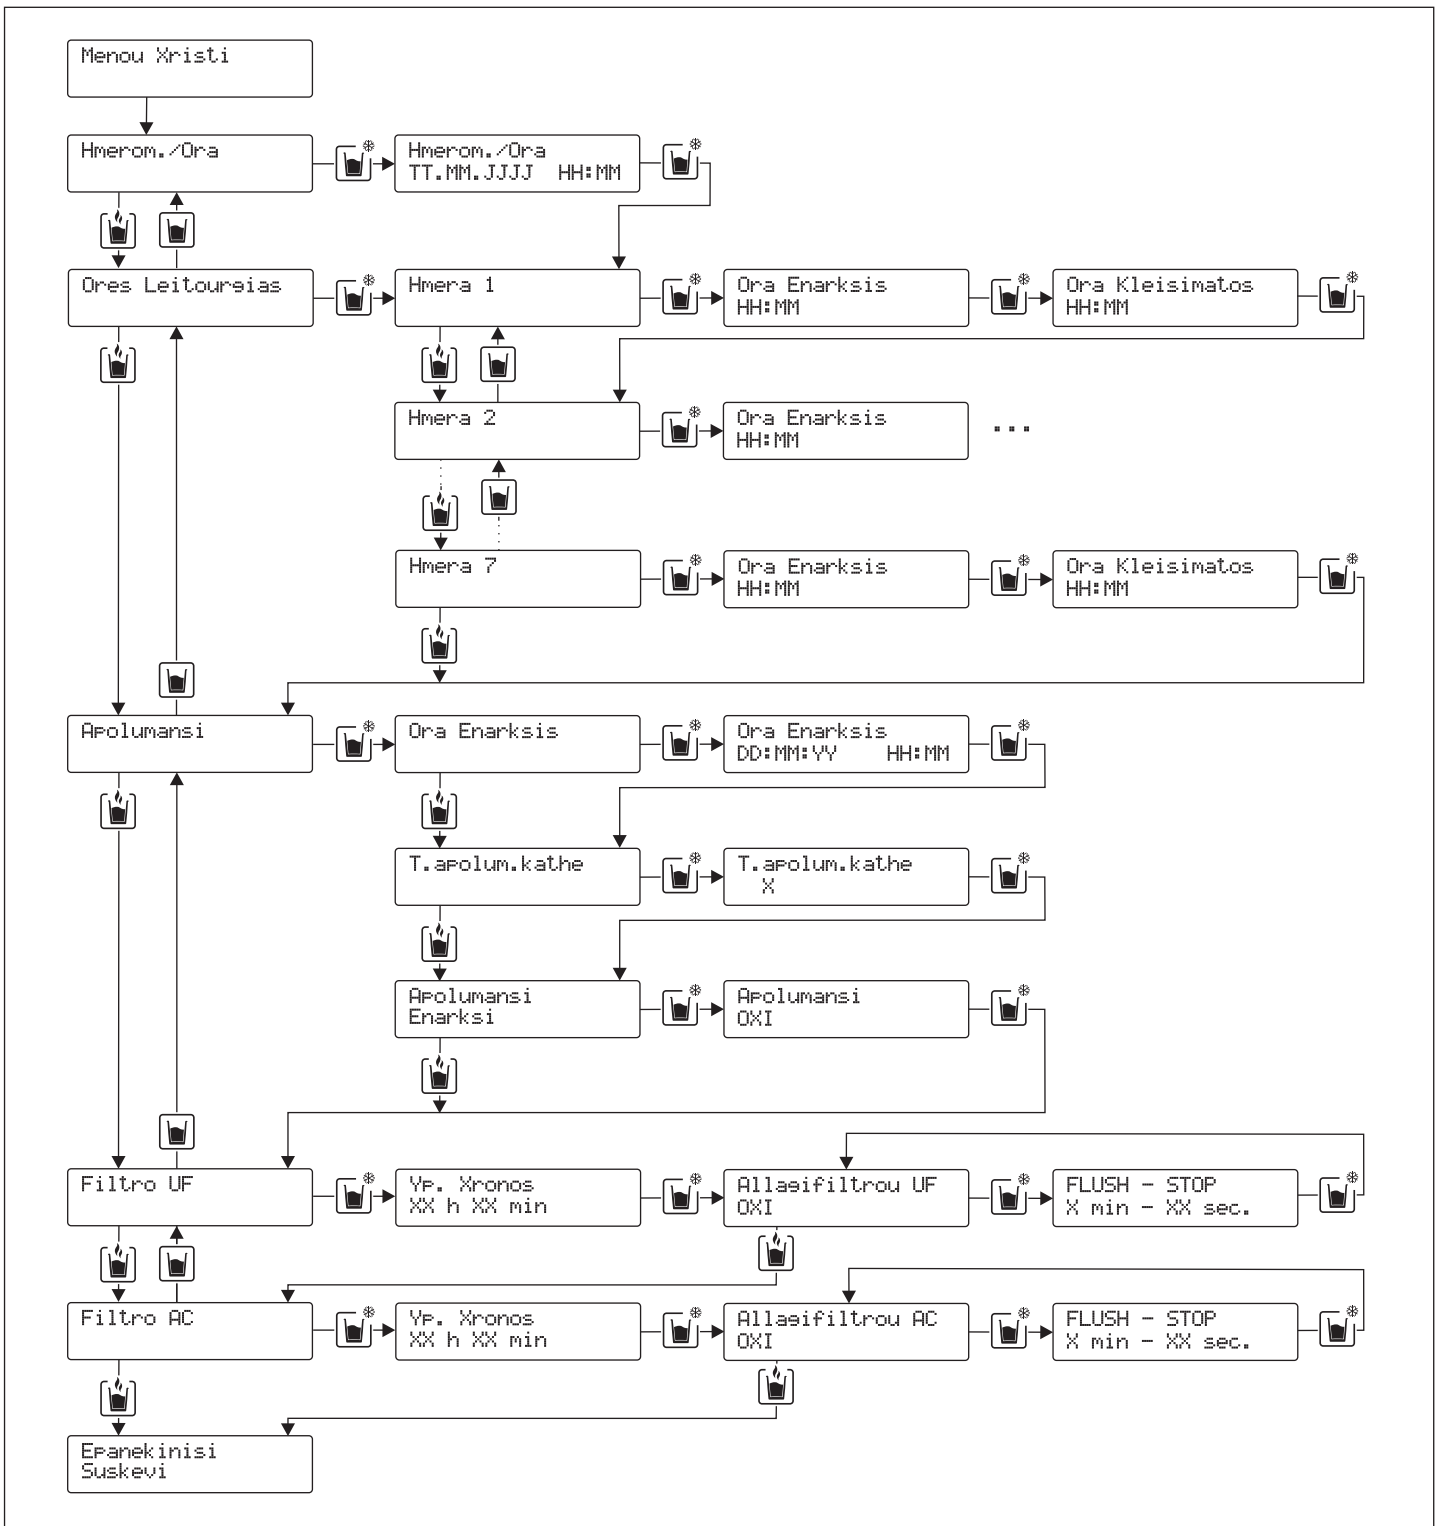 Menou Xristi
Hmerom./Ora
Hmerom./Ora
TT.MM.JJJJ HH:MM
Ores Leitourgias
Hmera 1
Ora Enarksis
HH:MM
Ora Kleisimatos
HH:MM
Hmera 2
Ora Enarksis
HH:MM
...
Hmera 7
Ora Enarksis
HH:MM
Ora Kleisimatos
HH:MM
Apolumansi
Ora Enarksis
Ora Enarksis
DD:MM:YY HH:MM
T.apolum.kathe
T.apolum.kathe
X
Apolumansi
Enarksi
Apolumansi
OXI
Filtro UF
Yp. Xronos
XX h XX min
Allagifiltrou UF
OXI
FLUSH - STOP
X min - XX sec.
Filtro AC
Yp. Xronos
XX h XX min
Allagifiltrou AC
OXI
FLUSH - STOP
X min - XX sec.
Epanekinisi
Suskevi